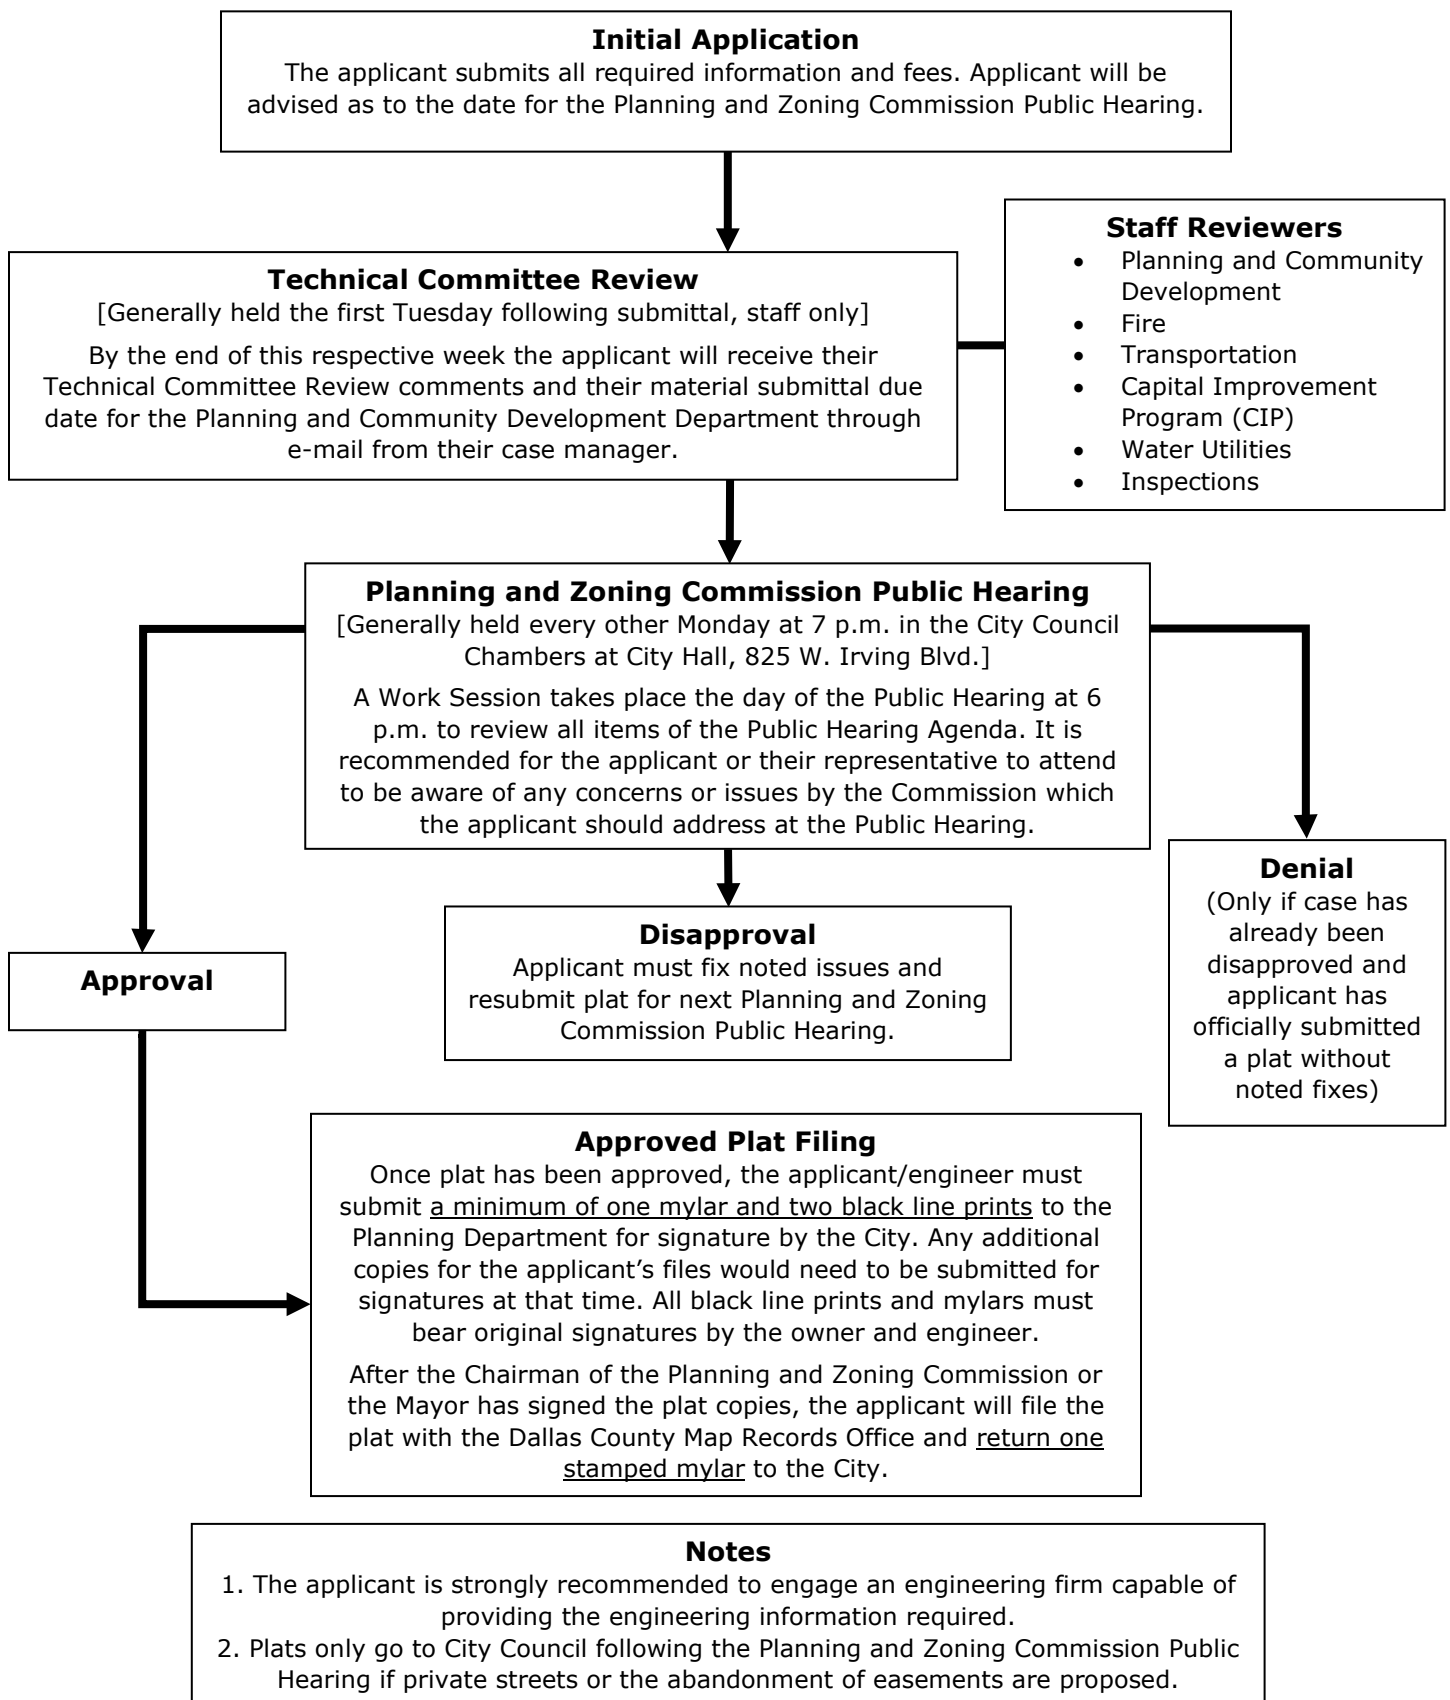 Initial Application
The applicant submits all required information and fees. Applicant will be
advised as to the date for the Planning and Zoning Commission Public Hearing.
Technical Committee Review
[Generally held the first Tuesday following submittal, staff only]
By the end of this respective week the applicant will receive their
Technical Committee Review comments and their material submittal due
date for the Planning and Community Development Department through
e-mail from their case manager.
Staff Reviewers
• Planning and Community
Development
• Fire
• Transportation
• Capital Improvement
Program (CIP)
• Water Utilities
• Inspections
Planning and Zoning Commission Public Hearing
[Generally held every other Monday at 7 p.m. in the City Council
Chambers at City Hall, 825 W. Irving Blvd.]
A Work Session takes place the day of the Public Hearing at 6
p.m. to review all items of the Public Hearing Agenda. It is
recommended for the applicant or their representative to attend
to be aware of any concerns or issues by the Commission which
the applicant should address at the Public Hearing.
Approval
Disapproval
Applicant must fix noted issues and
resubmit plat for next Planning and Zoning
Commission Public Hearing.
Denial
(Only if case has
already been
disapproved and
applicant has
officially submitted
a plat without
noted fixes)
Approved Plat Filing
Once plat has been approved, the applicant/engineer must
submit a minimum of one mylar and two black line prints to the
Planning Department for signature by the City. Any additional
copies for the applicant’s files would need to be submitted for
signatures at that time. All black line prints and mylars must
bear original signatures by the owner and engineer.
After the Chairman of the Planning and Zoning Commission or
the Mayor has signed the plat copies, the applicant will file the
plat with the Dallas County Map Records Office and return one
stamped mylar to the City.
Notes
1. The applicant is strongly recommended to engage an engineering firm capable of
providing the engineering information required.
2. Plats only go to City Council following the Planning and Zoning Commission Public
Hearing if private streets or the abandonment of easements are proposed.